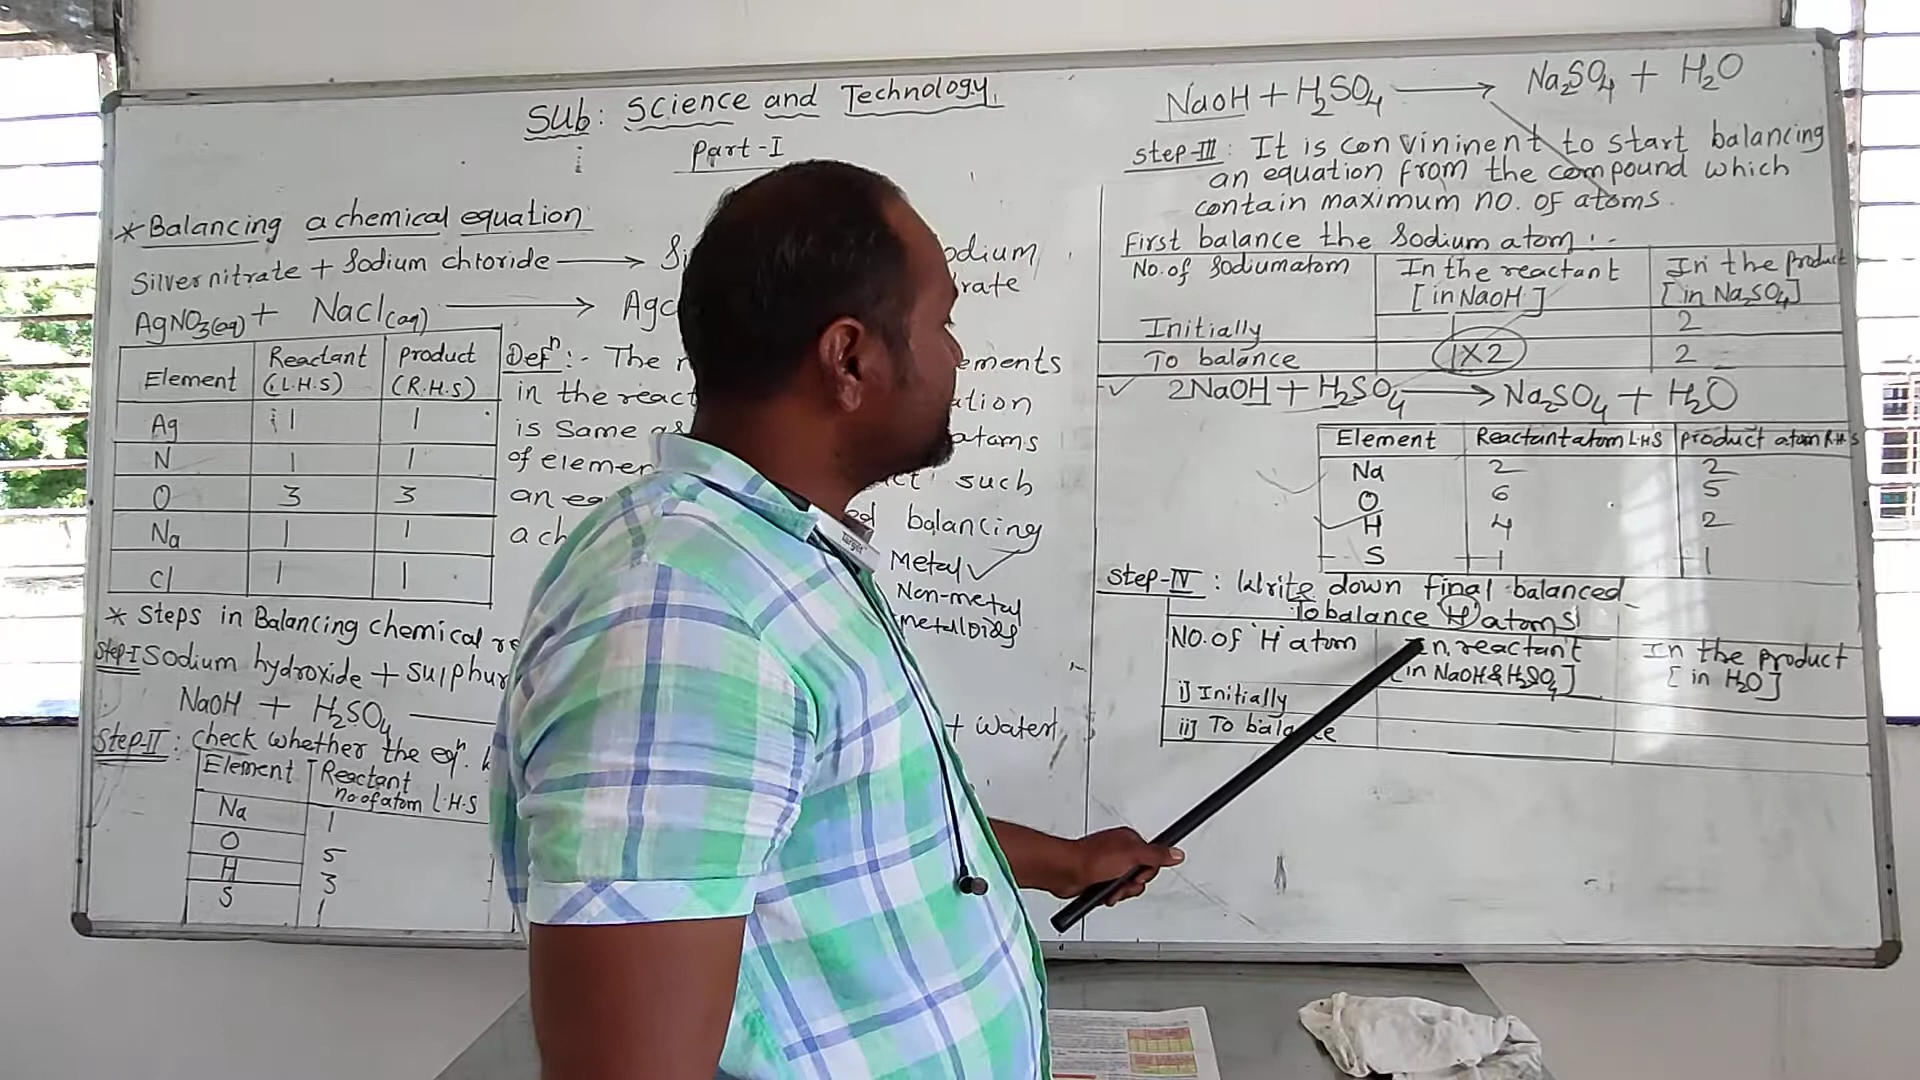 SUb: Science and Technology
Part-I
* Balancing a chemical equation
Silver nitrate + Sodium chloride ⟶ odium
rate
AgNO3(aq) + NaCl(aq) ⟶ Agc
Element Reactant (L.H.S) Product (R.H.S)
Ag 1 1
N 1 1
O 3 3
Na 1 1
Cl 1 1
Defⁿ:- The ements
in the react ation
is Same as atoms
of elemen such
an balancing
a ch
Metal ✓
Non-metal
metalloids
* Steps in Balancing chemical re
Step-I Sodium hydroxide + sulphur
+ water
NaOH + H2SO4
Step-II : check whether the eqⁿ.
Element Reactant no.of atom L.H.S
Na 1
O 5
H 3
S 1
NaOH + H2SO4 ⟶ Na2SO4 + H2O
Step-III : It is convininent to start balancing
an equation from the compound which
contain maximum no. of atoms.
First balance the Sodium atom :-
No. of Sodium atom In the reactant [in NaOH] In the product [in Na2SO4]
Initially 1 2
To balance 1X2 2
✓ 2NaOH + H2SO4 ⟶ Na2SO4 + H2O
Element Reactant atom L.H.S product atom R.H.S
Na 2 2
O 6 5
H 4 2
S 1 1
Step-IV : Write down final balanced
To balance 'H' atoms
NO. of 'H' atom In reactant [in NaOH & H2SO4] In the product [in H2O]
i] Initially
ii] To balance